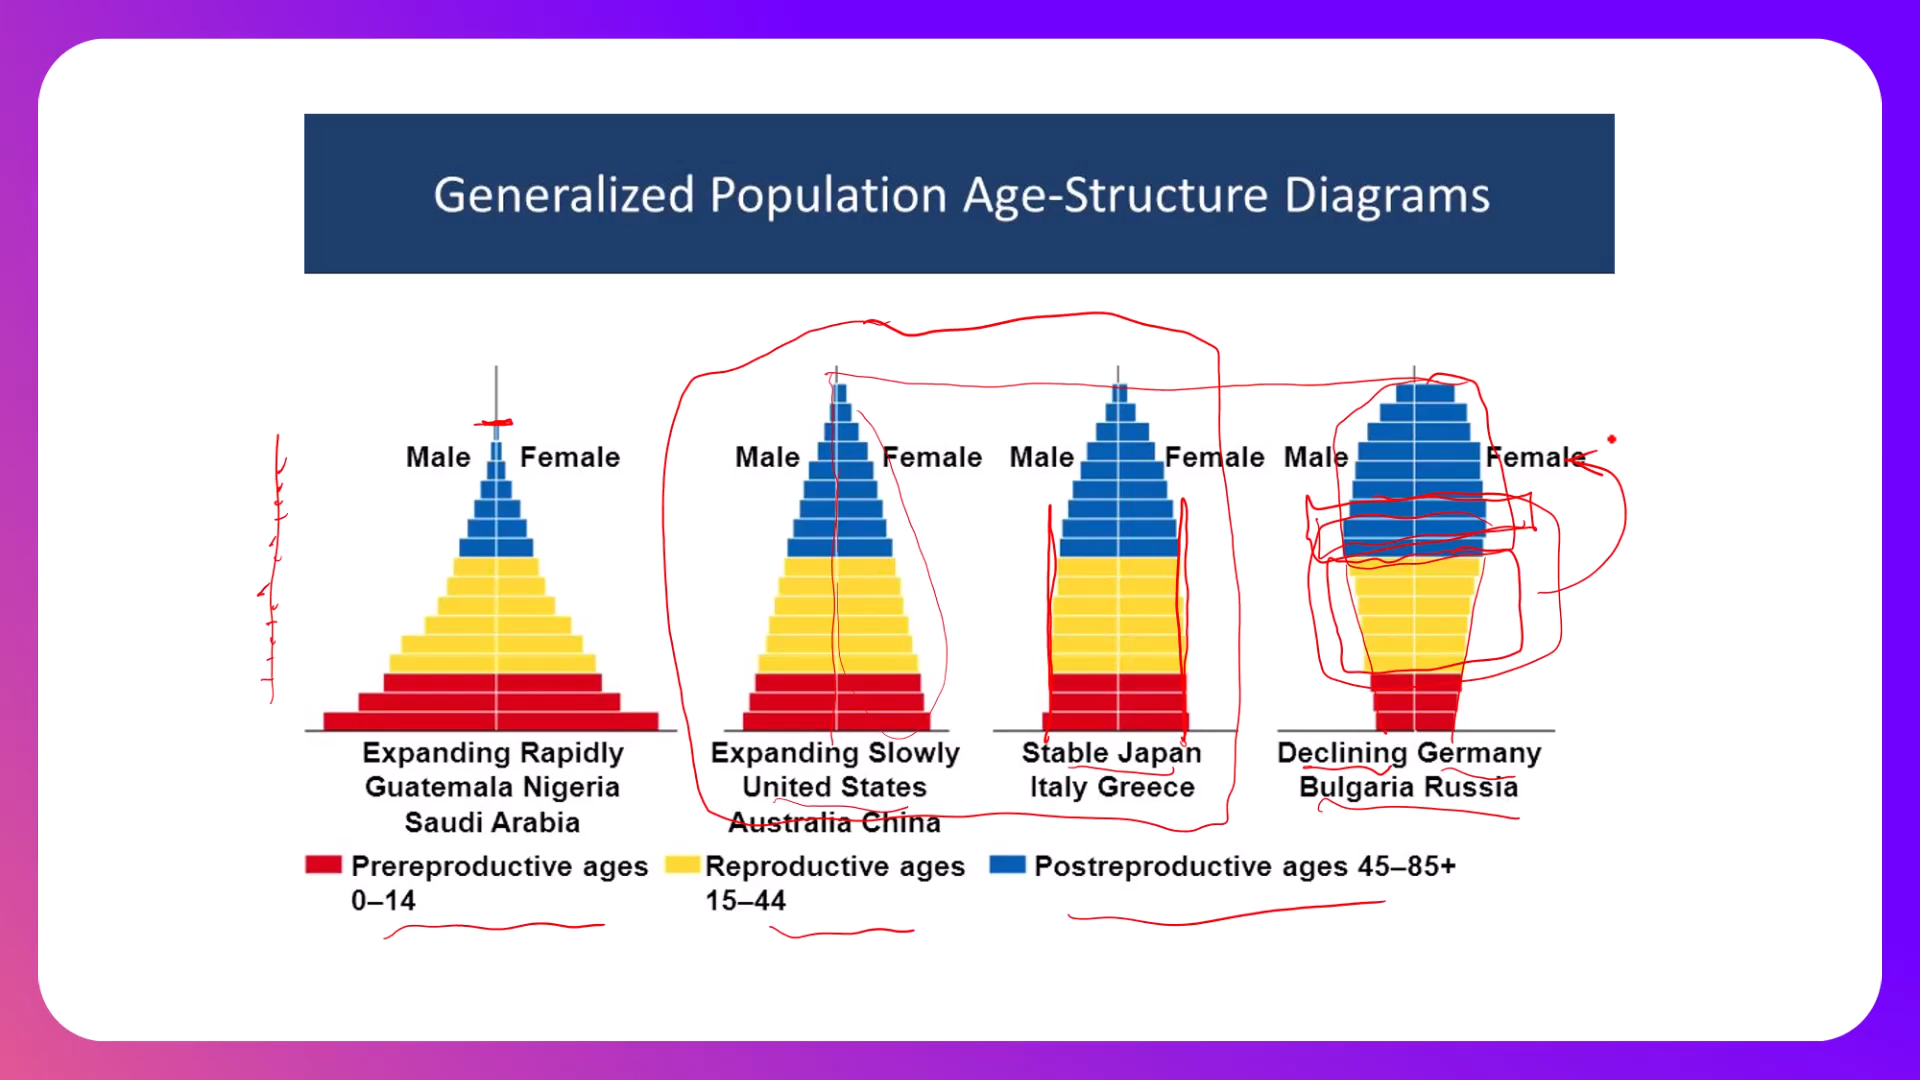 Generalized Population Age-Structure Diagrams
Male Female Male Female Male Female Male Female
Expanding Rapidly
Guatemala Nigeria
Saudi Arabia
Expanding Slowly
United States
Australia China
Stable Japan
Italy Greece
Declining Germany
Bulgaria Russia
Prereproductive ages
0–14
Reproductive ages
15–44
Postreproductive ages 45–85+